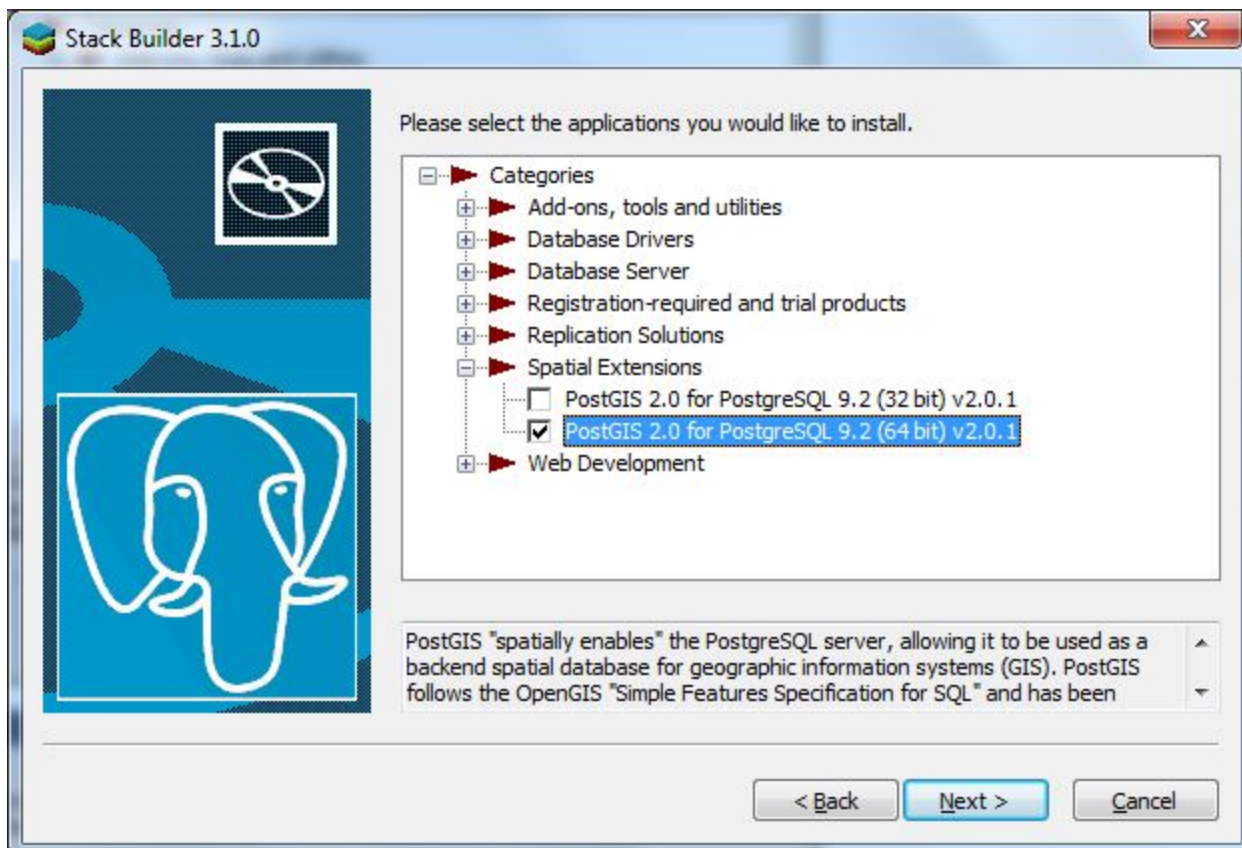 Stack Builder 3.1.0
Please select the applications you would like to install.
Categories
Add-ons, tools and utilities
Database Drivers
Database Server
Registration-required and trial products
Replication Solutions
Spatial Extensions
PostGIS 2.0 for PostgreSQL 9.2 (32 bit) v2.0.1
PostGIS 2.0 for PostgreSQL 9.2 (64 bit) v2.0.1
Web Development
PostGIS "spatially enables" the PostgreSQL server, allowing it to be used as a
backend spatial database for geographic information systems (GIS). PostGIS
follows the OpenGIS "Simple Features Specification for SQL" and has been
< Back
Next >
Cancel